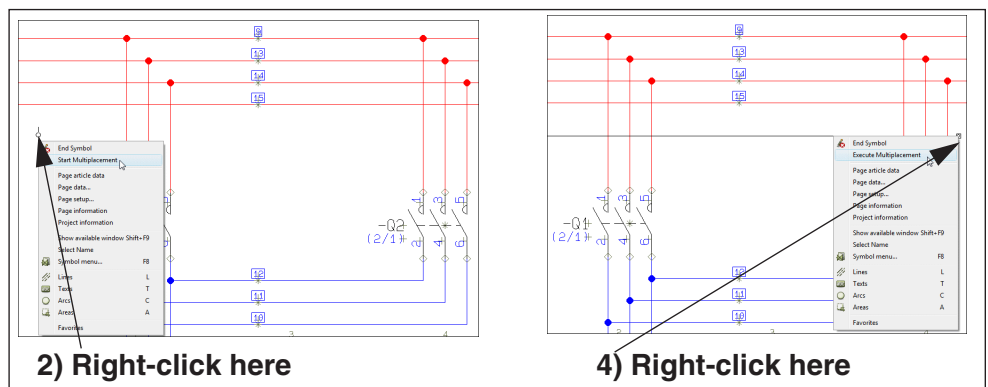 9
13
14
15
End Symbol
Start Multiplacement
Page article data
Page data...
Page setup...
Page information
Project information
Show available window Shift+F9
Select Name
Symbol menu... F8
Lines L
Texts T
Arcs C
Areas A
Favorites
-Q2
(2/1)
1 3 5
2 4 6
12
11
10
3 4
2) Right-click here
9
13
14
15
End Symbol
Execute Multiplacement
Page article data
Page data...
Page setup...
Page information
Project information
Show available window Shift+F9
Select Name
Symbol menu... F8
Lines L
Texts T
Arcs C
Areas A
Favorites
-Q1
(2/1)
1 3 5
2 4 6
12
11
10
2 3 4
4) Right-click here